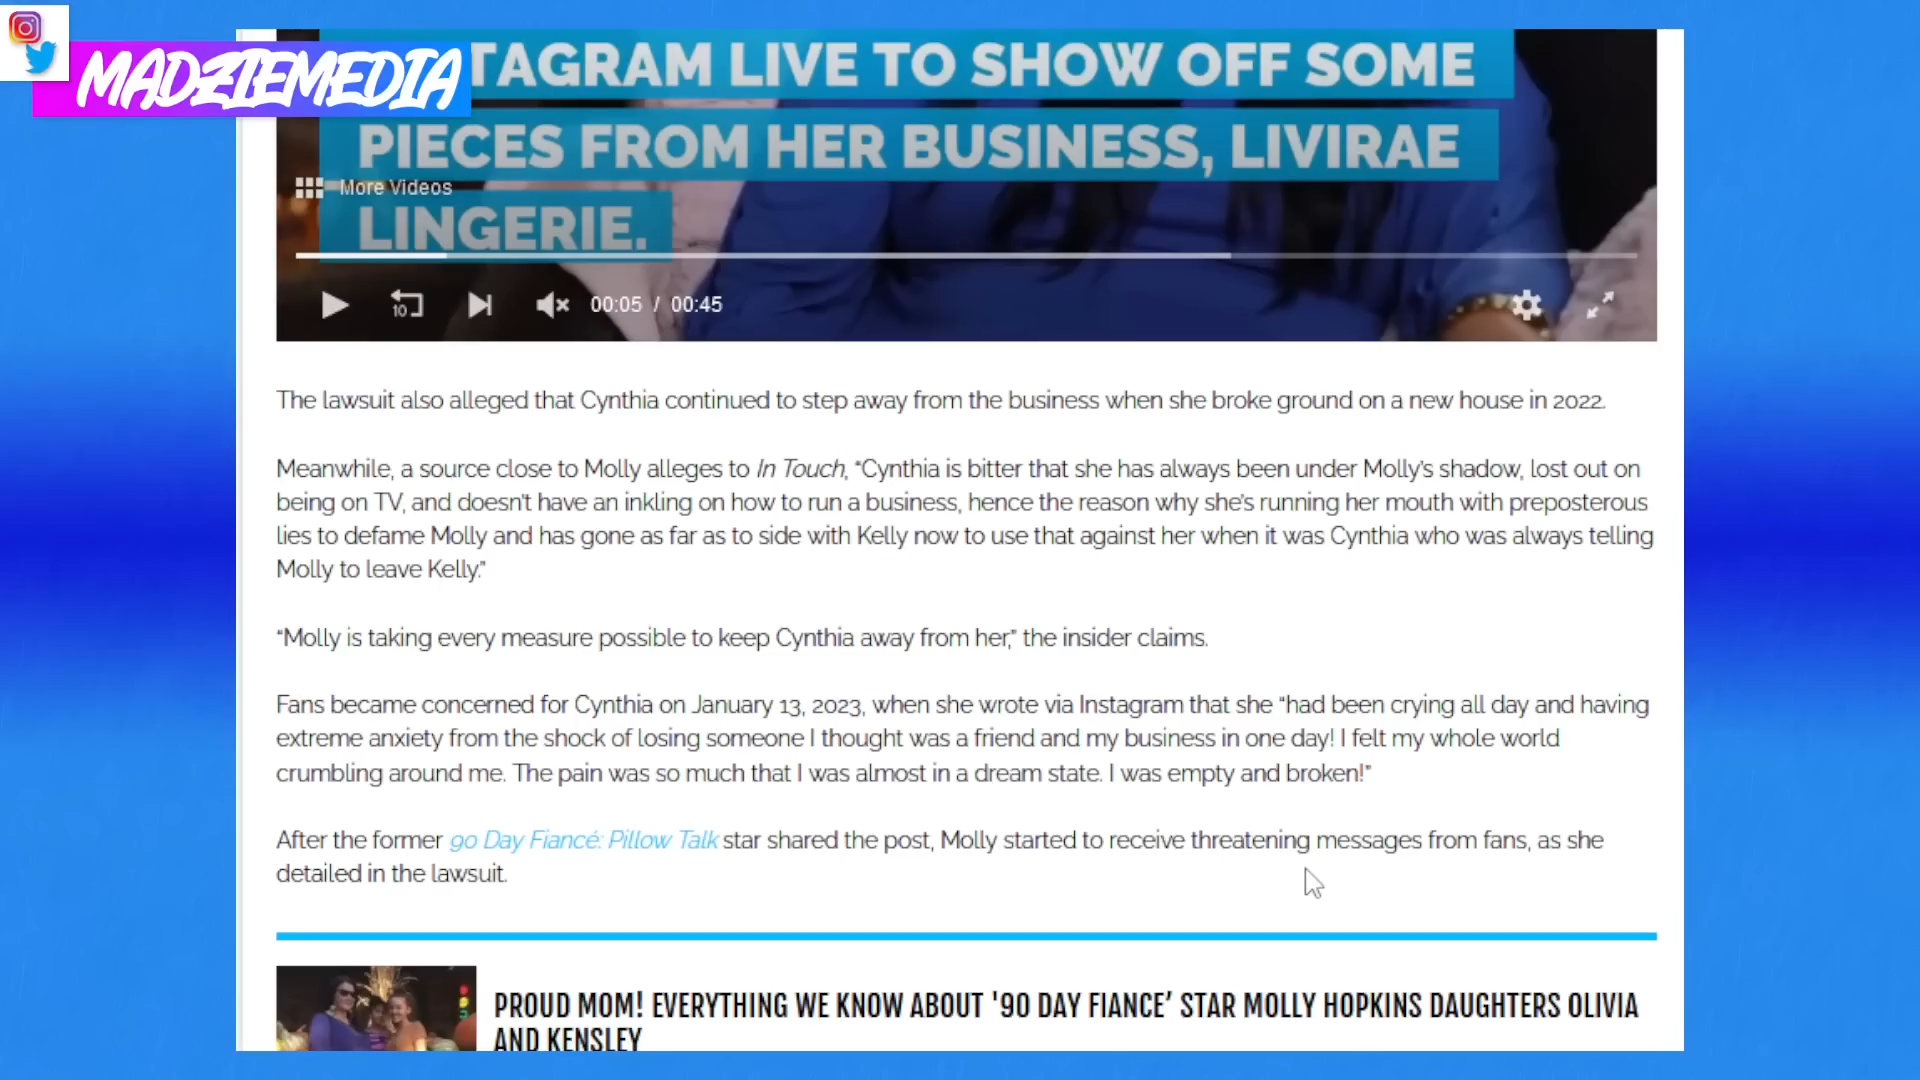 MADZIEMEDIA
TAGRAM LIVE TO SHOW OFF SOME
PIECES FROM HER BUSINESS, LIVIRAE
More Videos
LINGERIE.
10
00:05 / 00:45
The lawsuit also alleged that Cynthia continued to step away from the business when she broke ground on a new house in 2022.
Meanwhile, a source close to Molly alleges to In Touch, “Cynthia is bitter that she has always been under Molly’s shadow, lost out on
being on TV, and doesn’t have an inkling on how to run a business, hence the reason why she’s running her mouth with preposterous
lies to defame Molly and has gone as far as to side with Kelly now to use that against her when it was Cynthia who was always telling
Molly to leave Kelly.”
“Molly is taking every measure possible to keep Cynthia away from her,” the insider claims.
Fans became concerned for Cynthia on January 13, 2023, when she wrote via Instagram that she “had been crying all day and having
extreme anxiety from the shock of losing someone I thought was a friend and my business in one day! I felt my whole world
crumbling around me. The pain was so much that I was almost in a dream state. I was empty and broken!”
After the former 90 Day Fiancé: Pillow Talk star shared the post, Molly started to receive threatening messages from fans, as she
detailed in the lawsuit.
PROUD MOM! EVERYTHING WE KNOW ABOUT '90 DAY FIANCE’ STAR MOLLY HOPKINS DAUGHTERS OLIVIA
AND KENSLEY